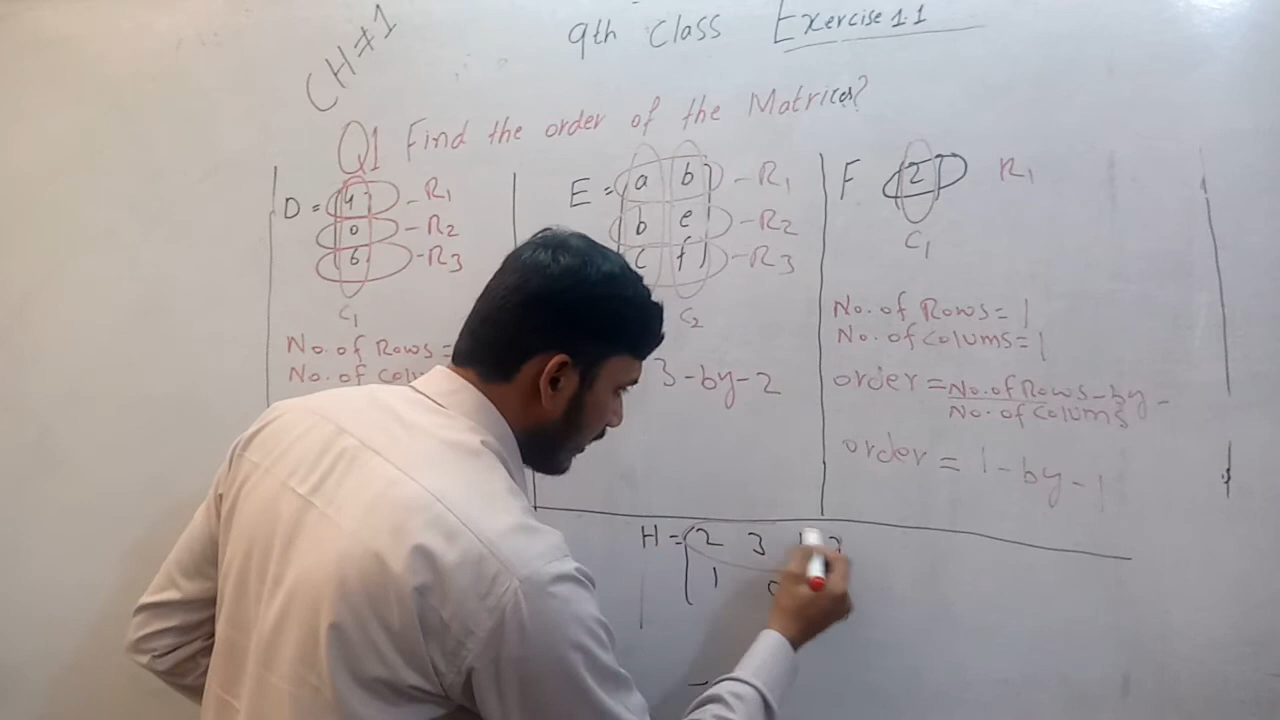 CH#1
9th Class Exercise 1.1
Q1 Find the order of the Matrices?
D = 4 - R1
0 - R2
6 - R3
C1
No. of Rows =
No. of Colu
E = a b - R1
b e - R2
c f - R3
C2
3-by-2
F 2 R1
C1
No. of Rows = 1
No. of Colums = 1
order = No. of Rows - by -
No. of Colums
order = 1 - by - 1
H = 2 3
1 0